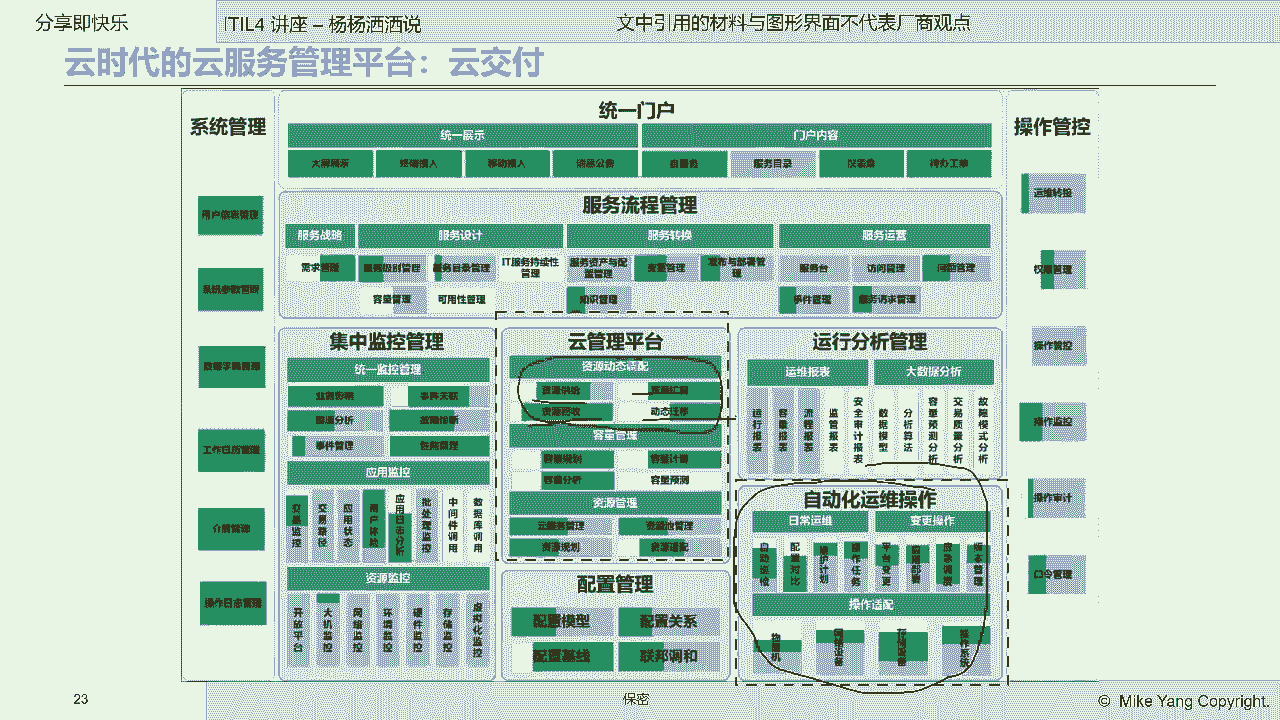 分享即快乐
ITIL4 讲座 – 杨杨洒洒说
文中引用的材料与图形界面不代表厂商观点
云时代的云服务管理平台：云交付
系统管理
用户信息管理
系统参数管理
数据字典管理
工作日历管理
介质管理
操作日志管理
统一门户
统一展示
门户内容
大屏展示
终端接入
移动接入
消息公告
自服务
服务目录
仪表盘
待办工单
服务流程管理
服务战略
服务设计
服务转换
服务运营
需求管理
服务级别管理
服务目录管理
IT服务持续性
管理
服务资产与配
置管理
变更管理
发布与部署管
理
服务台
访问管理
问题管理
容量管理
可用性管理
知识管理
事件管理
服务请求管理
集中监控管理
统一监控管理
业务影响
事件关联
根源分析
故障诊断
事件管理
性能管理
应用监控
交易监控
交易路径
应用状态
用户体验
应用日志分析
批处理监控
中间件调用
数据库调用
资源监控
开放平台
大机监控
网络监控
环境监控
硬件监控
存储监控
虚拟化监控
云管理平台
资源动态适配
资源供给
资源汇聚
资源回收
动态迁移
容量管理
容量规划
容量计算
容量分析
容量预测
资源管理
云服务管理
资源池管理
资源规划
资源适配
配置管理
配置模型
配置关系
配置基线
联邦调和
运行分析管理
运维报表
大数据分析
运行报表
容量报表
流程报表
监管报表
安全审计报表
数据模型
分析算法
容量预测分析
交易质量分析
故障模式分析
自动化运维操作
日常运维
变更操作
自动巡检
配置对比
操作计划
操作任务
平台变更
应用部署
应急调度
版本管理
操作适配
物理机
网络设备
存储设备
操作系统
操作管控
运维转接
权限管理
操作管控
操作监控
操作审计
口令管理
23
保密
© Mike Yang Copyright.